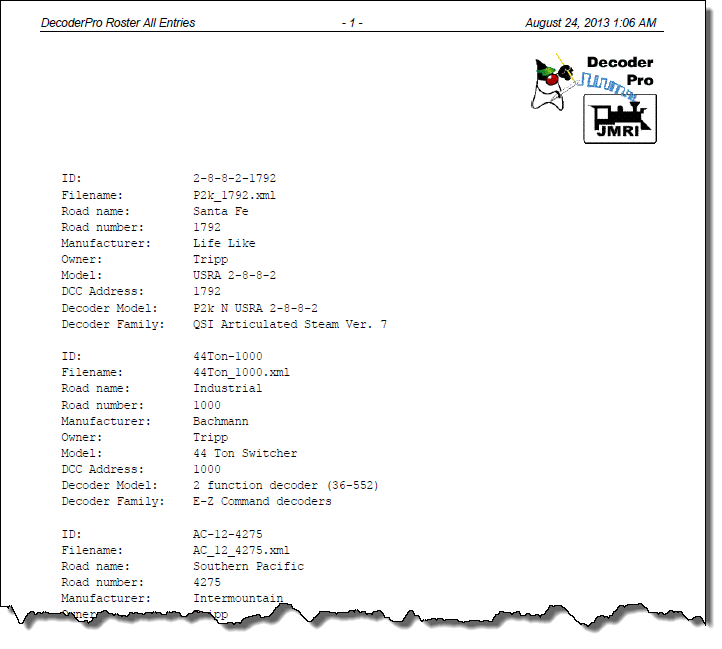 DecoderPro Roster All Entries - 1 - August 24, 2013 1:06 AM
Decoder
Pro
JMRI
ID: 2-8-8-2-1792
Filename: P2k_1792.xml
Road name: Santa Fe
Road number: 1792
Manufacturer: Life Like
Owner: Tripp
Model: USRA 2-8-8-2
DCC Address: 1792
Decoder Model: P2k N USRA 2-8-8-2
Decoder Family: QSI Articulated Steam Ver. 7
ID: 44Ton-1000
Filename: 44Ton_1000.xml
Road name: Industrial
Road number: 1000
Manufacturer: Bachmann
Owner: Tripp
Model: 44 Ton Switcher
DCC Address: 1000
Decoder Model: 2 function decoder (36-552)
Decoder Family: E-Z Command decoders
ID: AC-12-4275
Filename: AC_12_4275.xml
Road name: Southern Pacific
Road number: 4275
Manufacturer: Intermountain
Owner: Tripp